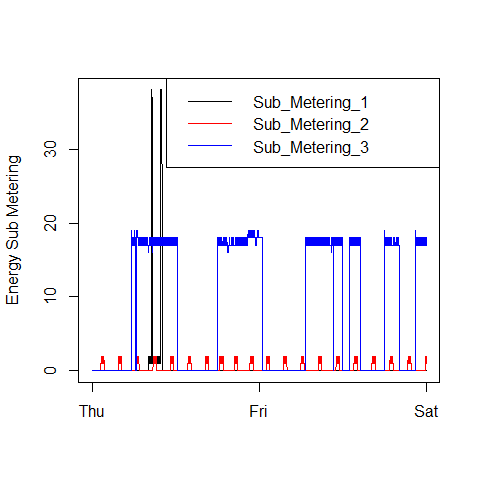 Sub_Metering_1
Sub_Metering_2
Sub_Metering_3
Energy Sub Metering
30
20
10
0
Thu Fri Sat